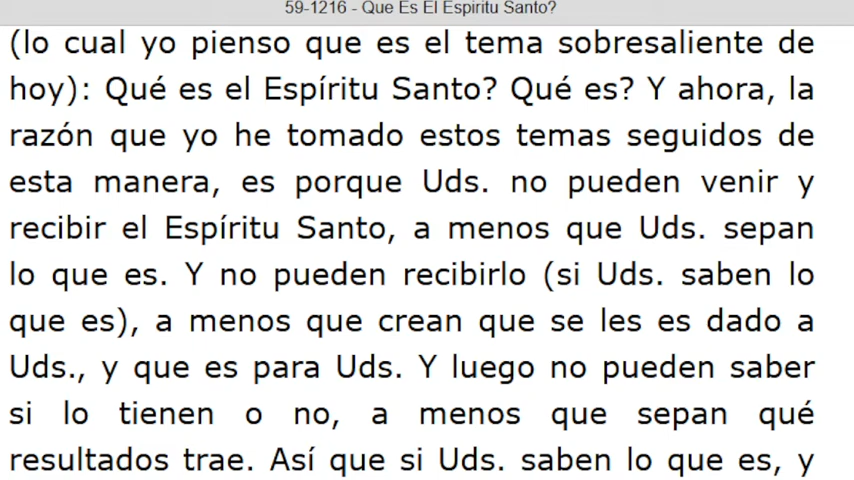 59-1216 - Que Es El Espiritu Santo?
(lo cual yo pienso que es el tema sobresaliente de
hoy): Qué es el Espíritu Santo? Qué es? Y ahora, la
razón que yo he tomado estos temas seguidos de
esta manera, es porque Uds. no pueden venir y
recibir el Espíritu Santo, a menos que Uds. sepan
lo que es. Y no pueden recibirlo (si Uds. saben lo
que es), a menos que crean que se les es dado a
Uds., y que es para Uds. Y luego no pueden saber
si lo tienen o no, a menos que sepan qué
resultados trae. Así que si Uds. saben lo que es, y